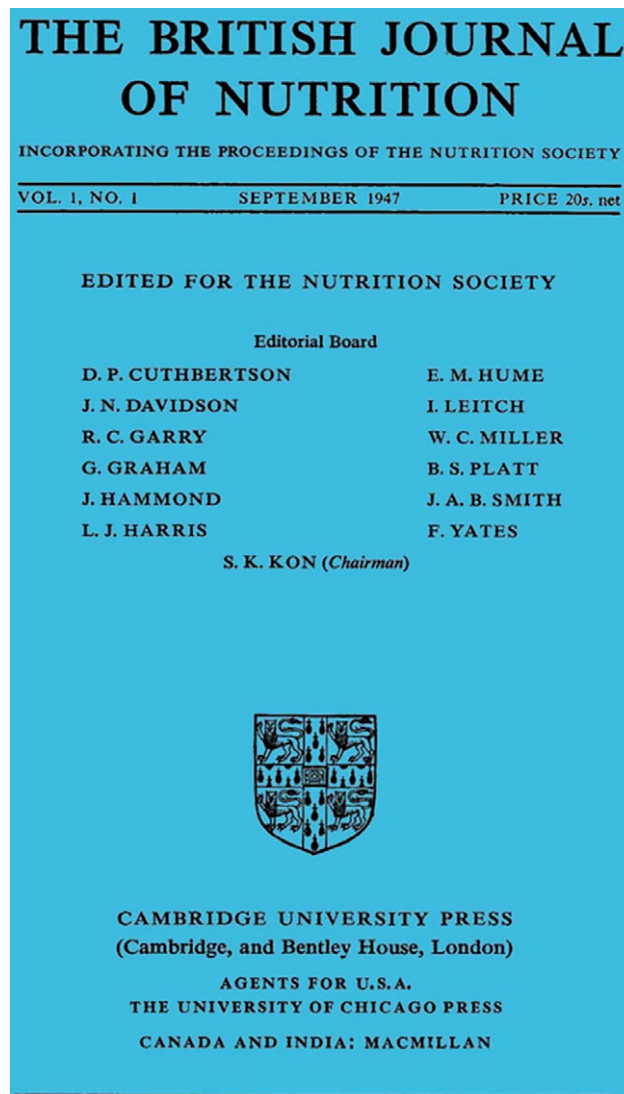 THE BRITISH JOURNAL
OF NUTRITION
INCORPORATING THE PROCEEDINGS OF THE NUTRITION SOCIETY
VOL. 1, NO. 1 SEPTEMBER 1947 PRICE 20s. net
EDITED FOR THE NUTRITION SOCIETY
Editorial Board
D. P. CUTHBERTSON E. M. HUME
J. N. DAVIDSON I. LEITCH
R. C. GARRY W. C. MILLER
G. GRAHAM B. S. PLATT
J. HAMMOND J. A. B. SMITH
L. J. HARRIS F. YATES
S. K. KON (Chairman)
CAMBRIDGE UNIVERSITY PRESS
(Cambridge, and Bentley House, London)
AGENTS FOR U.S.A.
THE UNIVERSITY OF CHICAGO PRESS
CANADA AND INDIA: MACMILLAN